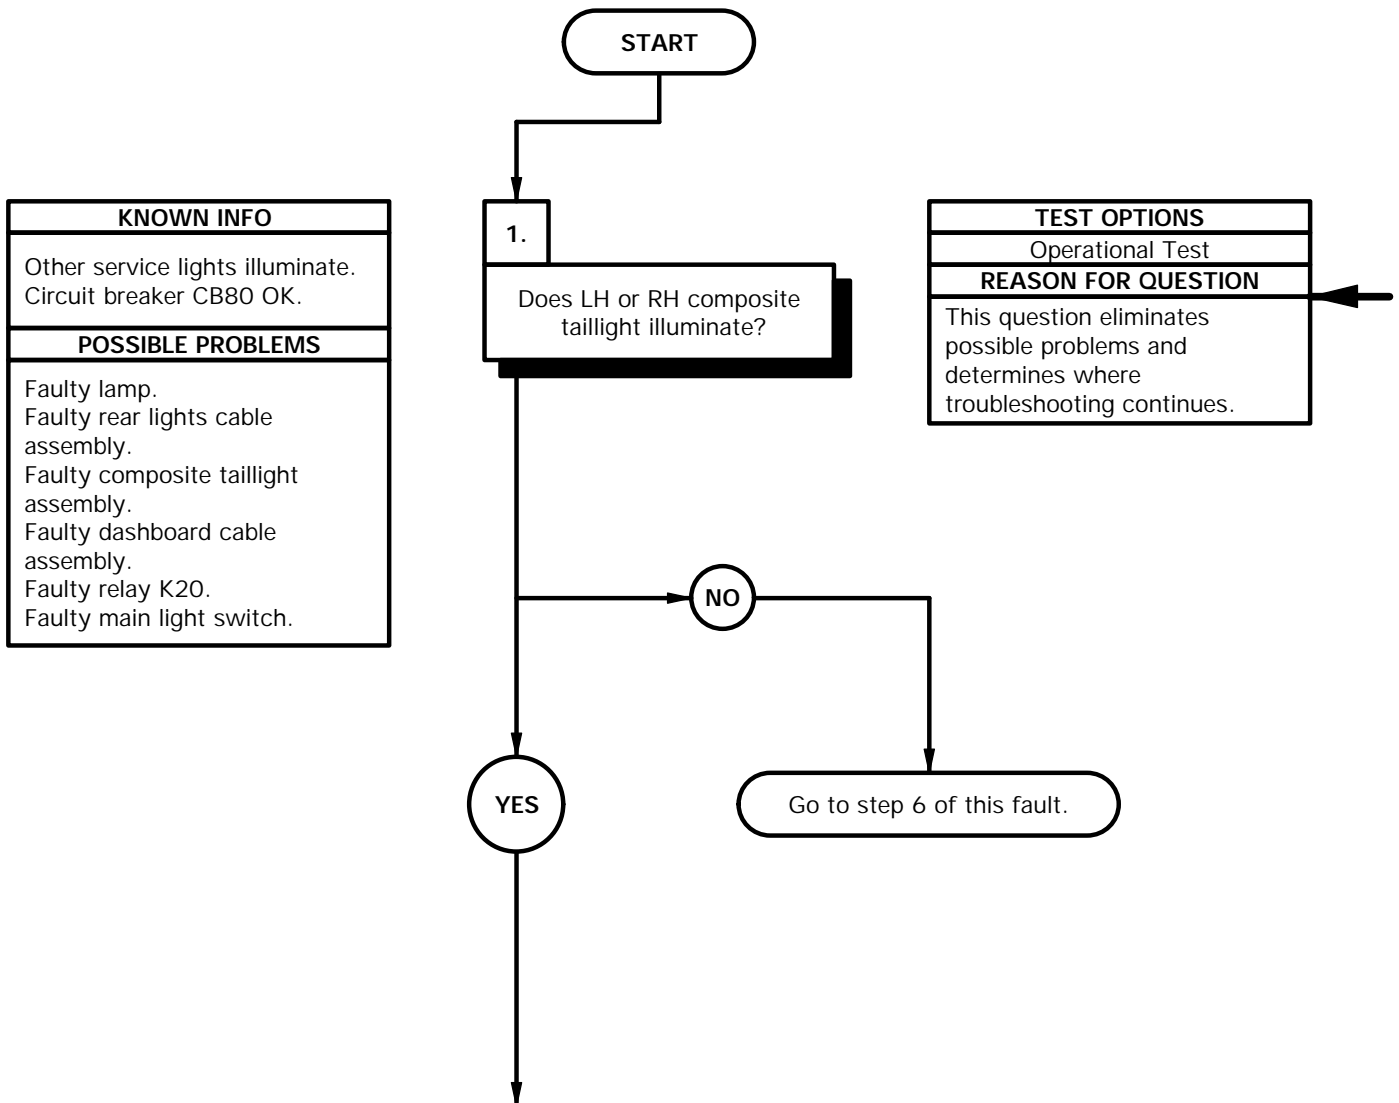 START
KNOWN INFO
Other service lights illuminate.
Circuit breaker CB80 OK.
POSSIBLE PROBLEMS
Faulty lamp.
Faulty rear lights cable
assembly.
Faulty composite taillight
assembly.
Faulty dashboard cable
assembly.
Faulty relay K20.
Faulty main light switch.
1.
Does LH or RH composite
taillight illuminate?
TEST OPTIONS
Operational Test
REASON FOR QUESTION
This question eliminates
possible problems and
determines where
troubleshooting continues.
NO
YES
Go to step 6 of this fault.